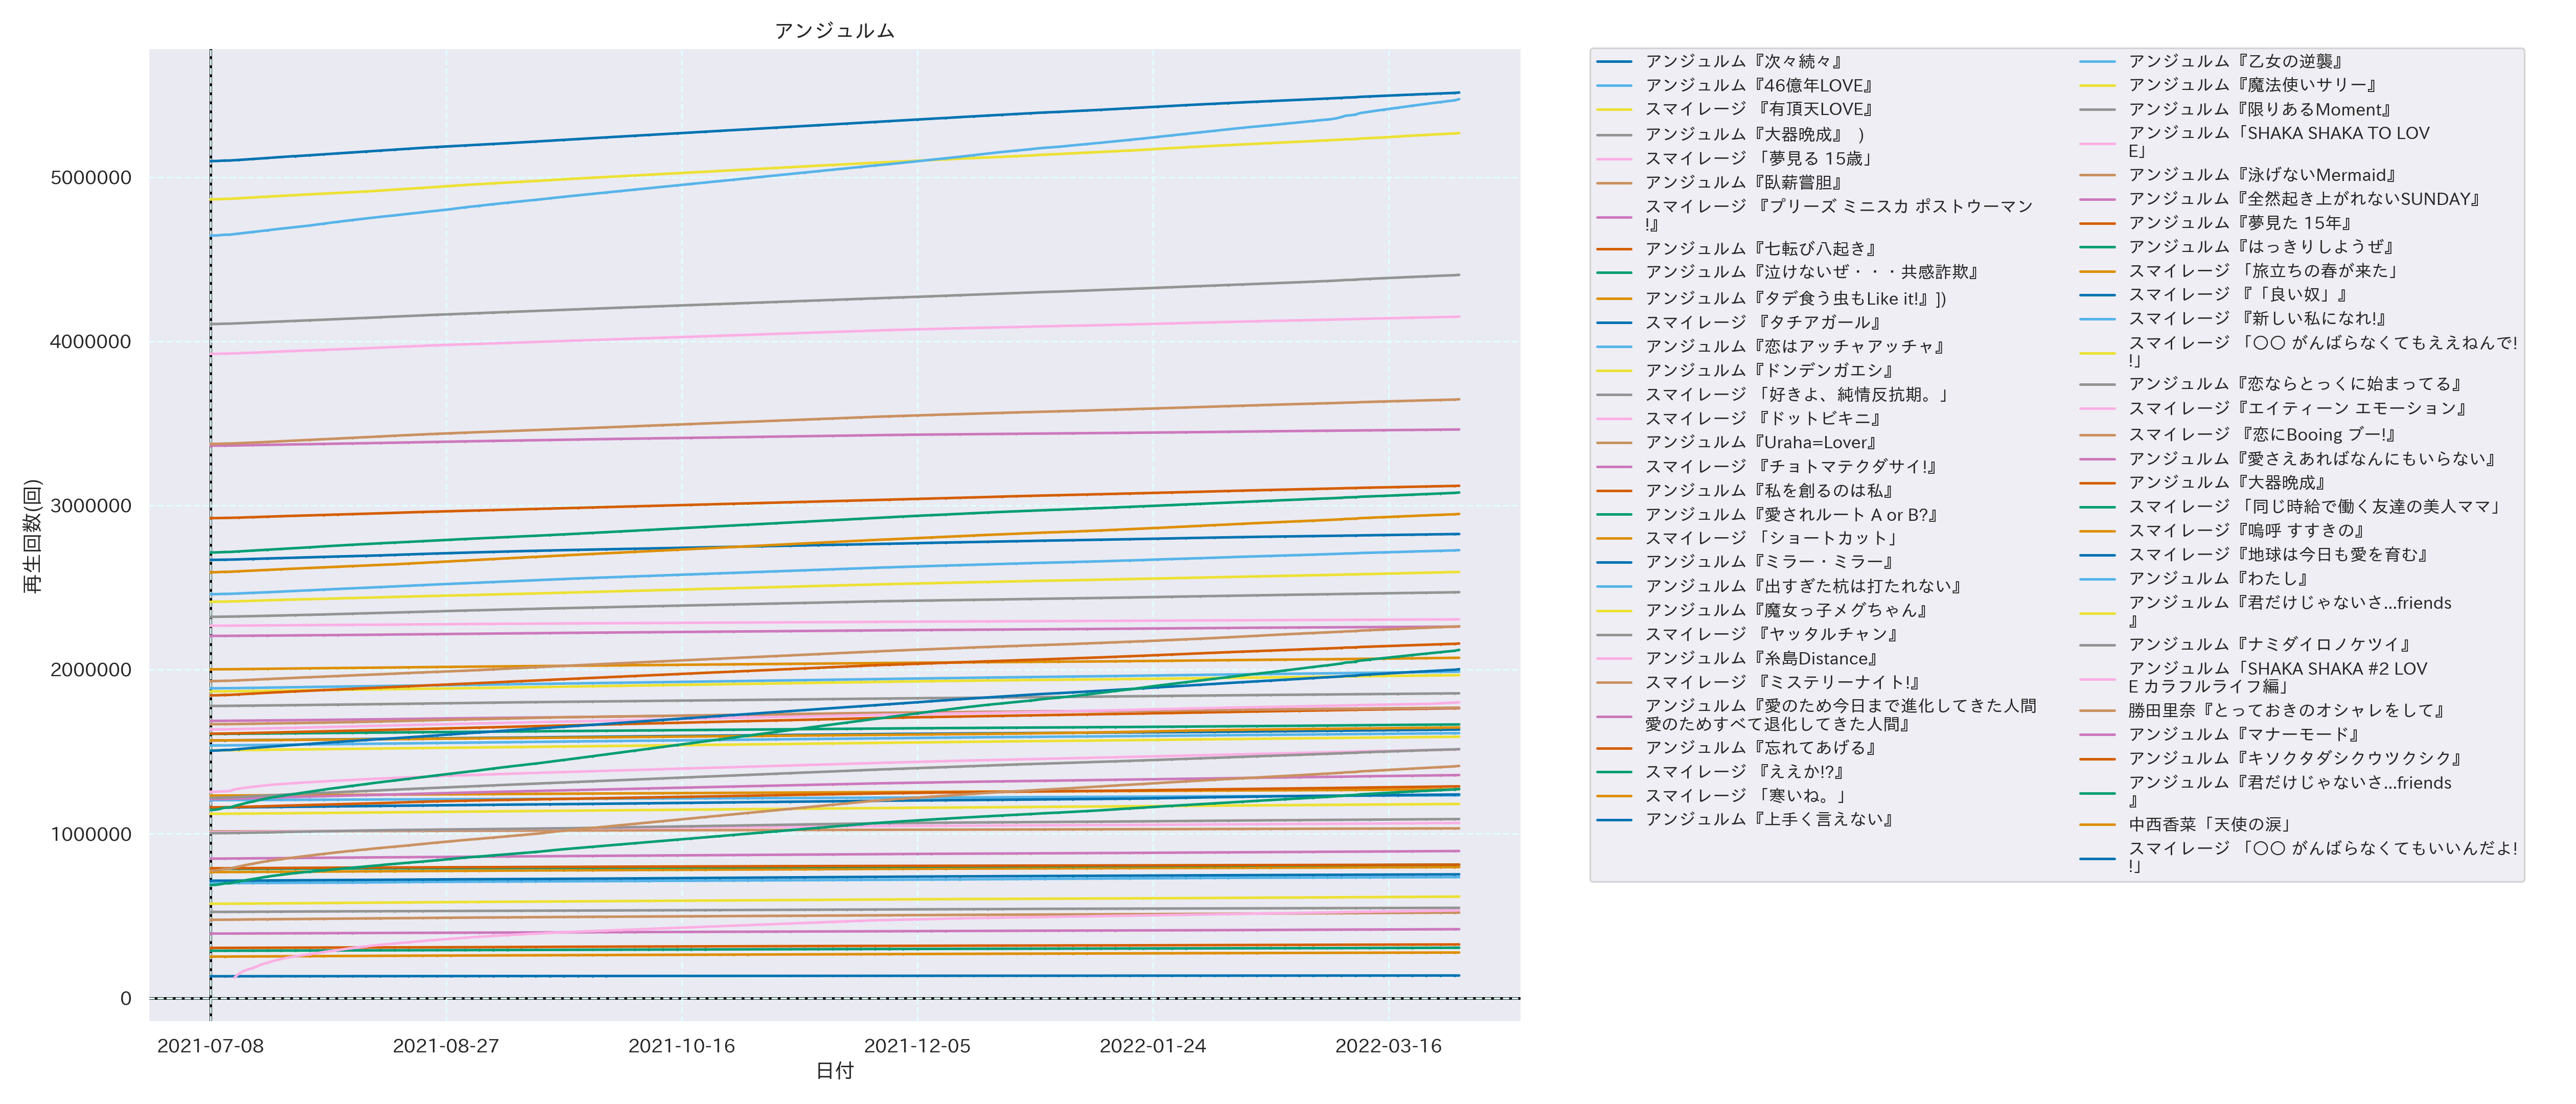 アンジュルム
再生回数(回)
5000000
4000000
3000000
2000000
1000000
0
2021-07-08
2021-08-27
2021-10-16
2021-12-05
2022-01-24
2022-03-16
日付
アンジュルム『次々続々』
アンジュルム『46億年LOVE』
スマイレージ 『有頂天LOVE』
アンジュルム『大器晩成』 )
スマイレージ 「夢見る 15歳」
アンジュルム『臥薪嘗胆』
スマイレージ 『プリーズ ミニスカ ポストウーマン
!』
アンジュルム『七転び八起き』
アンジュルム『泣けないぜ・・・共感詐欺』
アンジュルム『タデ食う虫もLike it!』])
スマイレージ 『タチアガール』
アンジュルム『恋はアッチャアッチャ』
アンジュルム『ドンデンガエシ』
スマイレージ 「好きよ、純情反抗期。」
スマイレージ 『ドットビキニ』
アンジュルム『Uraha=Lover』
スマイレージ 『チョトマテクダサイ!』
アンジュルム『私を創るのは私』
アンジュルム『愛されルート A or B?』
スマイレージ 「ショートカット」
アンジュルム『ミラー・ミラー』
アンジュルム『出すぎた杭は打たれない』
アンジュルム『魔女っ子メグちゃん』
スマイレージ 『ヤッタルチャン』
アンジュルム『糸島Distance』
スマイレージ 『ミステリーナイト!』
アンジュルム『愛のため今日まで進化してきた人間
愛のためすべて退化してきた人間』
アンジュルム『忘れてあげる』
スマイレージ 『ええか!?』
スマイレージ 「寒いね。」
アンジュルム『上手く言えない』
アンジュルム『乙女の逆襲』
アンジュルム『魔法使いサリー』
アンジュルム『限りあるMoment』
アンジュルム「SHAKA SHAKA TO LOV
E」
アンジュルム『泳げないMermaid』
アンジュルム『全然起き上がれないSUNDAY』
アンジュルム『夢見た 15年』
アンジュルム『はっきりしようぜ』
スマイレージ 「旅立ちの春が来た」
スマイレージ 『「良い奴」』
スマイレージ 『新しい私になれ!』
スマイレージ 「〇〇 がんばらなくてもええねんで!
!」
アンジュルム『恋ならとっくに始まってる』
スマイレージ『エイティーン エモーション』
スマイレージ 『恋にBooing ブー!』
アンジュルム『愛さえあればなんにもいらない』
アンジュルム『大器晩成』
スマイレージ 「同じ時給で働く友達の美人ママ」
スマイレージ『嗚呼 すすきの』
スマイレージ『地球は今日も愛を育む』
アンジュルム『わたし』
アンジュルム『君だけじゃないさ...friends
』
アンジュルム『ナミダイロノケツイ』
アンジュルム「SHAKA SHAKA #2 LOV
E カラフルライフ編」
勝田里奈『とっておきのオシャレをして』
アンジュルム『マナーモード』
アンジュルム『キソクタダシクウツクシク』
アンジュルム『君だけじゃないさ...friends
』
中西香菜「天使の涙」
スマイレージ 「〇〇 がんばらなくてもいいんだよ!
!」